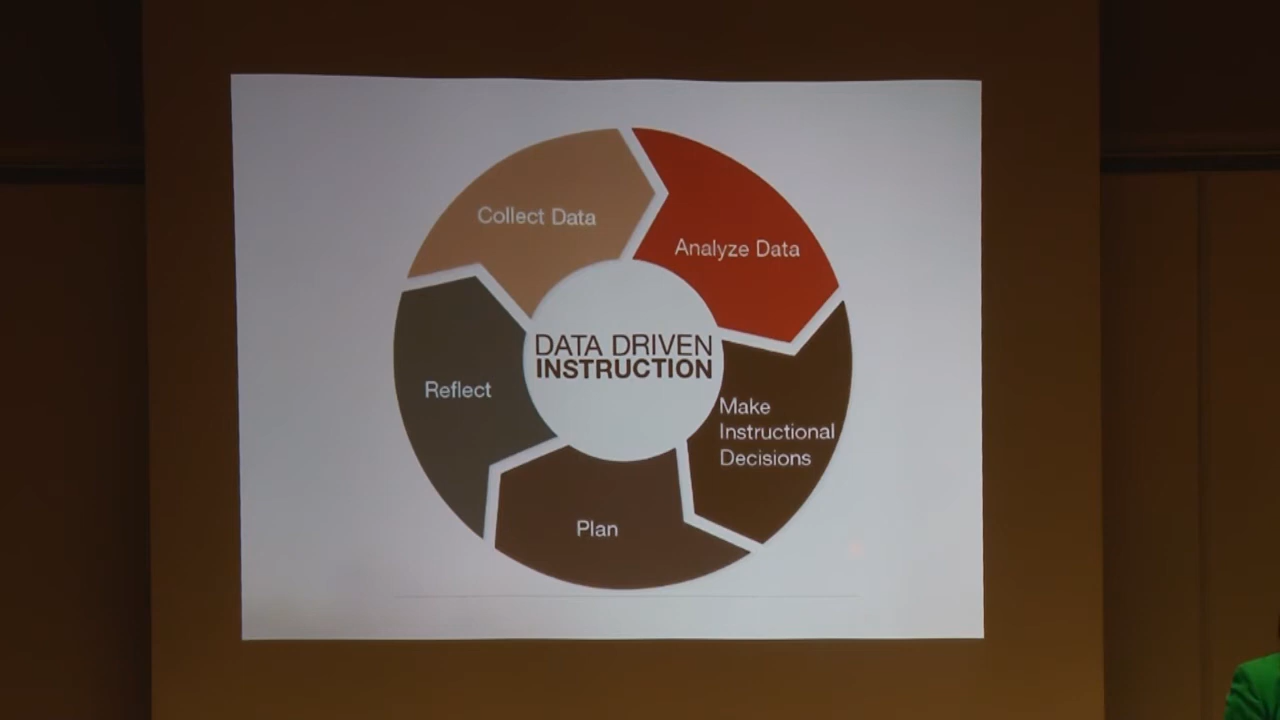 Collect Data
Analyze Data
DATA DRIVEN
INSTRUCTION
Reflect
Make
Instructional
Decisions
Plan